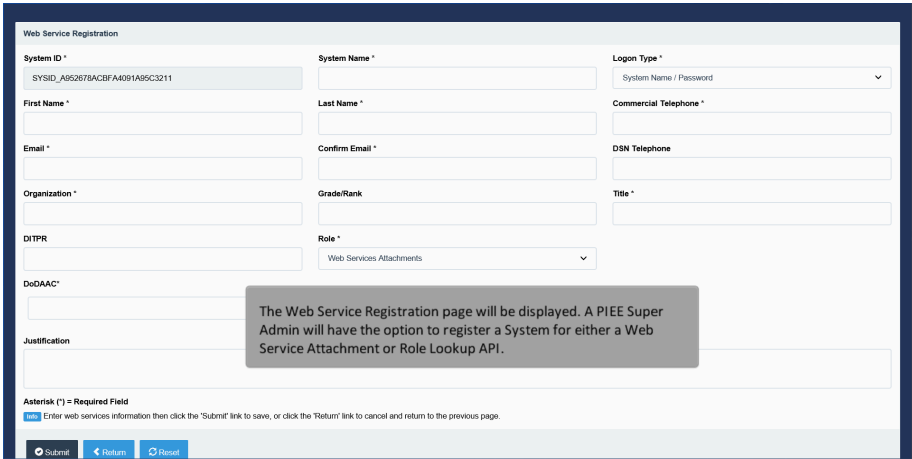 Web Service Registration
System ID *
System Name *
Logon Type *
SYSID_A952678ACBFA4091A95C3211
System Name / Password
First Name *
Last Name *
Commercial Telephone *
Email *
Confirm Email *
DSN Telephone
Organization *
Grade/Rank
Title *
DITPR
Role *
Web Services Attachments
DoDAAC*
The Web Service Registration page will be displayed. A PIEE Super
Admin will have the option to register a System for either a Web
Service Attachment or Role Lookup API.
Justification
Asterisk (*) = Required Field
Info Enter web services information then click the 'Submit' link to save, or click the 'Return' link to cancel and return to the previous page.
Submit
Return
Reset